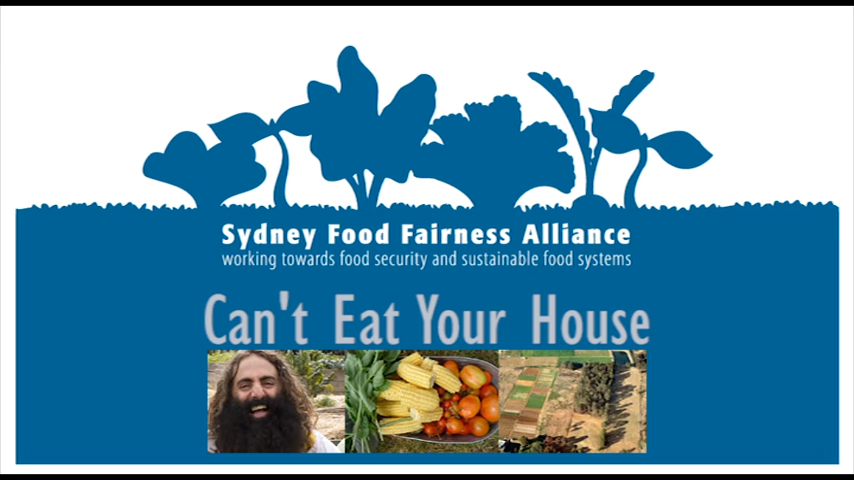 Sydney Food Fairness Alliance
working towards food security and sustainable food systems
Can't Eat Your House